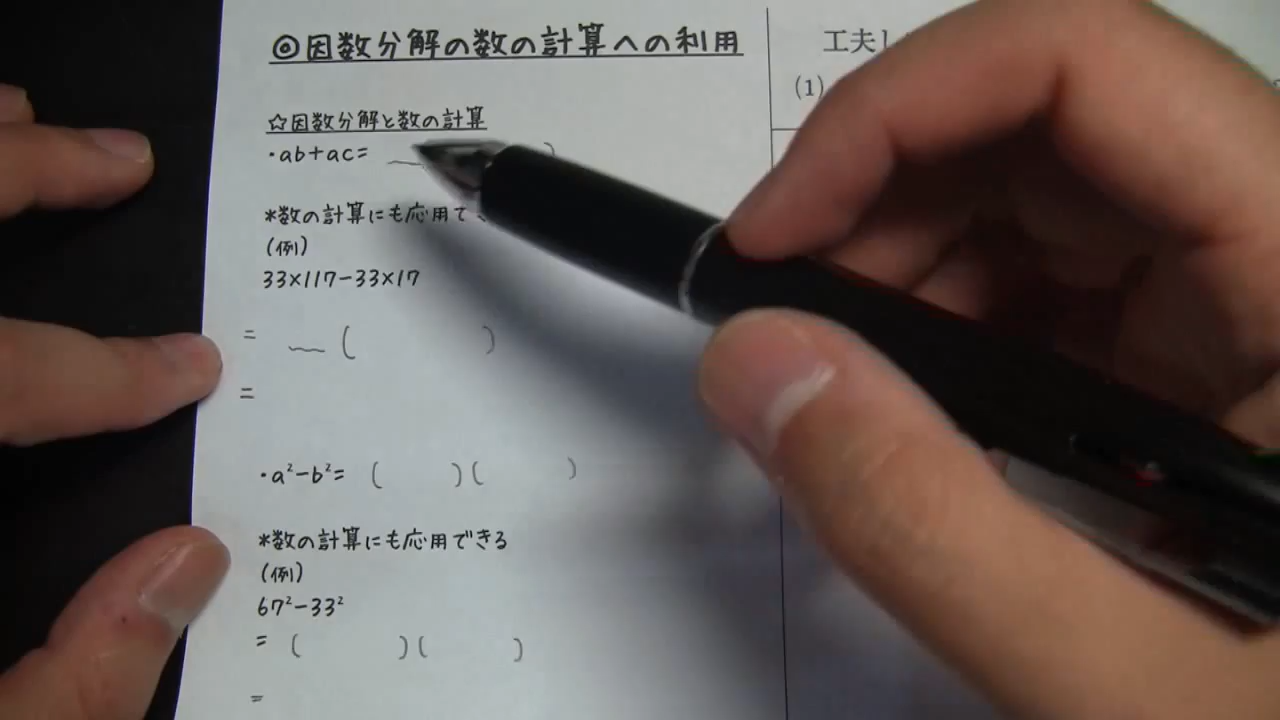 ◎因数分解の数の計算への利用
工夫し
(1)
☆因数分解と数の計算
・ab+ac= )
*数の計算にも応用で
(例)
33×117-33×17
= ( )
=
・a²-b²= ( )( )
*数の計算にも応用できる
(例)
67²-33²
= ( )( )
=